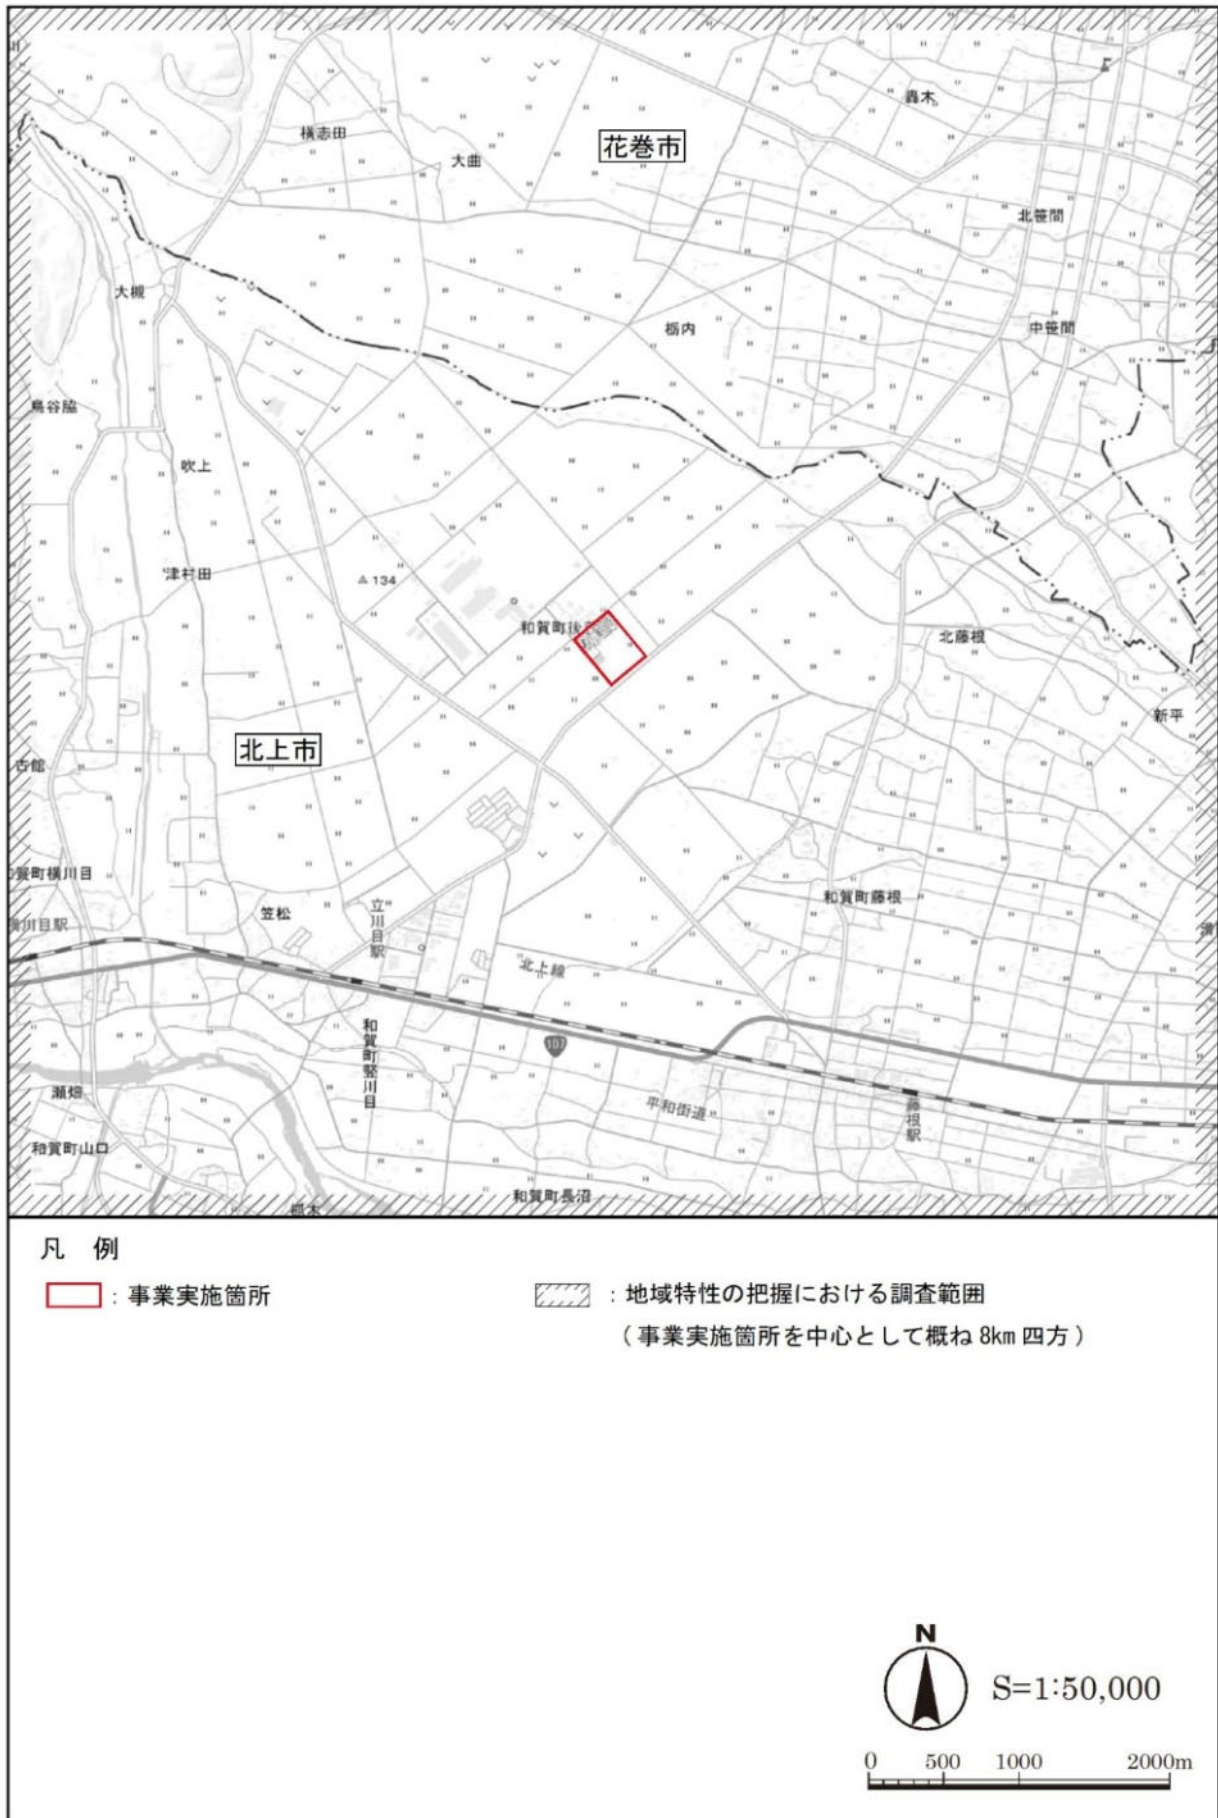 轟木
横志田
花巻市
大曲
北笹間
大槻
栃内
中笹間
鳥谷脇
吹上
津村田
134
和賀町後
北藤根
新平
北上市
古館
賀町横川目
和賀町藤根
笠松
立川目駅
川目駅
北上線
和賀町竪川目
107
瀬畑
平和街道
藤根駅
和賀町山口
和賀町長沼
凡 例
: 事業実施箇所
: 地域特性の把握における調査範囲
( 事業実施箇所を中心として概ね 8km 四方 )
N
S=1:50,000
0 500 1000 2000m